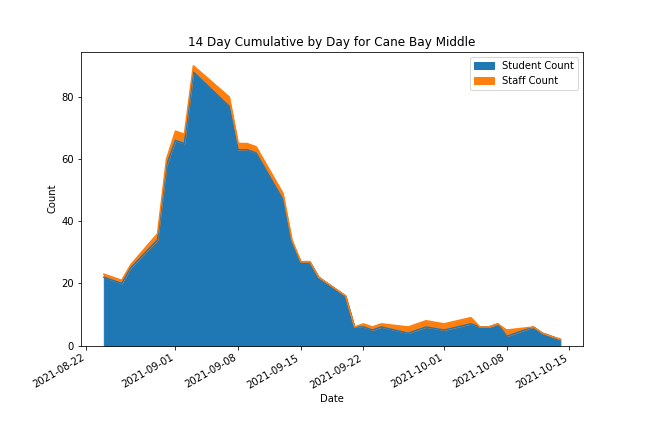 14 Day Cumulative by Day for Cane Bay Middle
Student Count
Staff Count
Count
80
60
40
20
0
2021-08-22
2021-09-01
2021-09-08
2021-09-15
2021-09-22
2021-10-01
2021-10-08
2021-10-15
Date